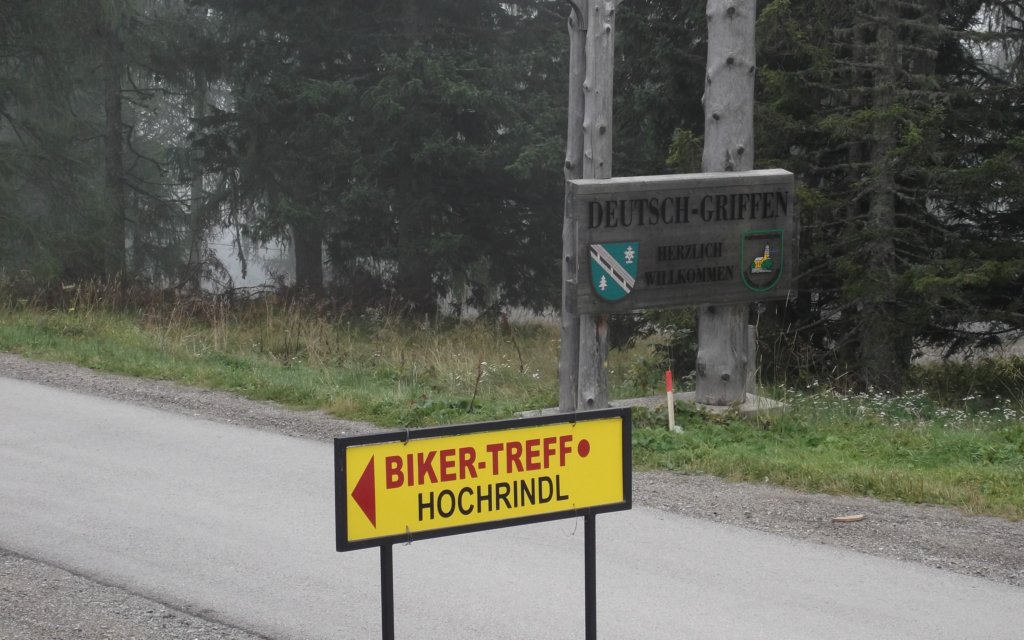 DEUTSCH-GRIFFEN
HERZLICH
WILLKOMMEN
BIKER-TREFF
HOCHRINDL